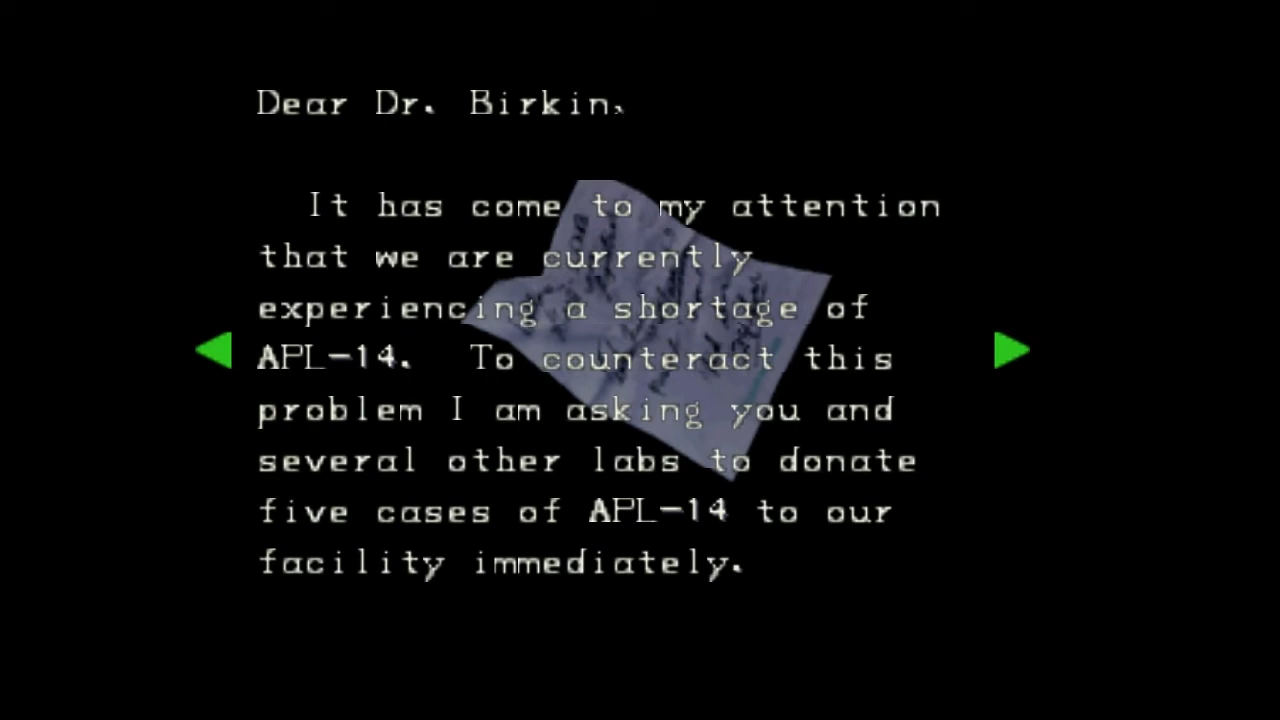 Dear Dr. Birkin,
It has come to my attention
that we are currently
experiencing a shortage of
APL-14. To counteract this
problem I am asking you and
several other labs to donate
five cases of APL-14 to our
facility immediately.